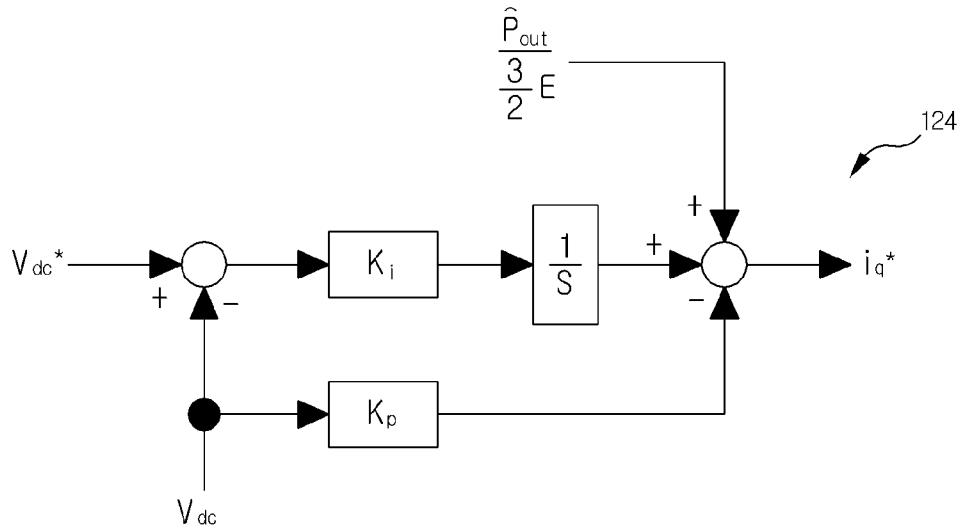 P̂out
3
2
E
124
+
Vdc* + - Ki 1 + iq*
S
-
Kp
Vdc